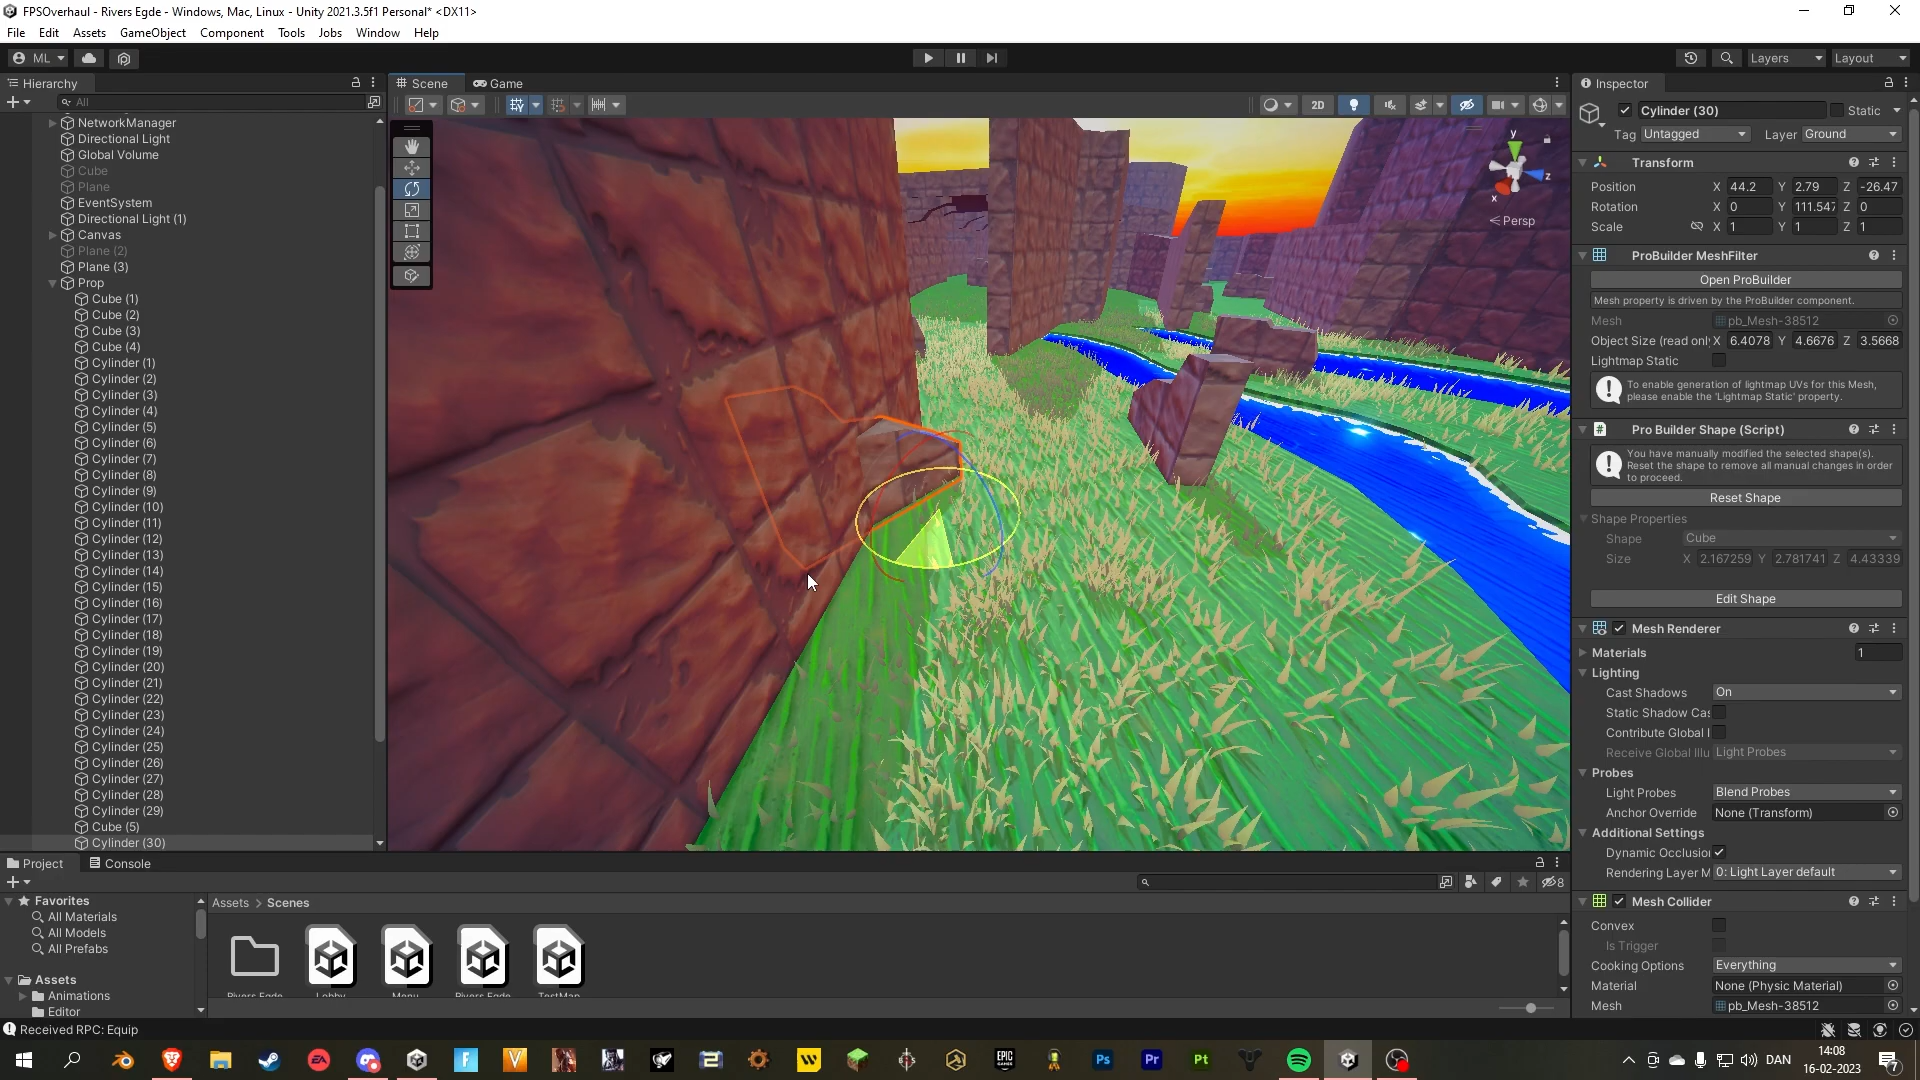 FPSOverhaul - Rivers Egde - Windows, Mac, Linux - Unity 2021.3.5f1 Personal* <DX11>
File Edit Assets GameObject Component Tools Jobs Window Help
ML
Layers Layout
Hierarchy
All
NetworkManager
Directional Light
Global Volume
Cube
Plane
EventSystem
Directional Light (1)
Canvas
Plane (2)
Plane (3)
Prop
Cube (1)
Cube (2)
Cube (3)
Cube (4)
Cylinder (1)
Cylinder (2)
Cylinder (3)
Cylinder (4)
Cylinder (5)
Cylinder (6)
Cylinder (7)
Cylinder (8)
Cylinder (9)
Cylinder (10)
Cylinder (11)
Cylinder (12)
Cylinder (13)
Cylinder (14)
Cylinder (15)
Cylinder (16)
Cylinder (17)
Cylinder (18)
Cylinder (19)
Cylinder (20)
Cylinder (21)
Cylinder (22)
Cylinder (23)
Cylinder (24)
Cylinder (25)
Cylinder (26)
Cylinder (27)
Cylinder (28)
Cylinder (29)
Cube (5)
Cylinder (30)
Scene Game
2D
y
z
x
Persp
Inspector
Cylinder (30) Static
Tag Untagged Layer Ground
Transform
Position X 44.2 Y 2.79 Z -26.47
Rotation X 0 Y 111.547 Z 0
Scale X 1 Y 1 Z 1
ProBuilder MeshFilter
Open ProBuilder
Mesh property is driven by the ProBuilder component.
Mesh pb_Mesh-38512
Object Size (read onl X 6.4078 Y 4.6676 Z 3.5668
Lightmap Static
To enable generation of lightmap UVs for this Mesh,
please enable the 'Lightmap Static' property.
Pro Builder Shape (Script)
You have manually modified the selected shape(s).
Reset the shape to remove all manual changes in order
to proceed.
Reset Shape
Shape Properties
Shape Cube
Size X 2.167259 Y 2.781741 Z 4.43339
Edit Shape
Mesh Renderer
Materials 1
Lighting
Cast Shadows On
Static Shadow Cas
Contribute Global I
Receive Global Illu Light Probes
Probes
Light Probes Blend Probes
Anchor Override None (Transform)
Additional Settings
Dynamic Occlusion
Rendering Layer M 0: Light Layer default
Mesh Collider
Convex
Is Trigger
Cooking Options Everything
Material None (Physic Material)
Mesh pb_Mesh-38512
Project Console
8
Favorites
All Materials
All Models
All Prefabs
Assets
Animations
Editor
Assets > Scenes
Rivers Egde Lobby Menu Rivers Egde TestMap
Received RPC: Equip
EA F V W EPIC GAMES Ps Pr Pt
DAN
14:08
16-02-2023
7